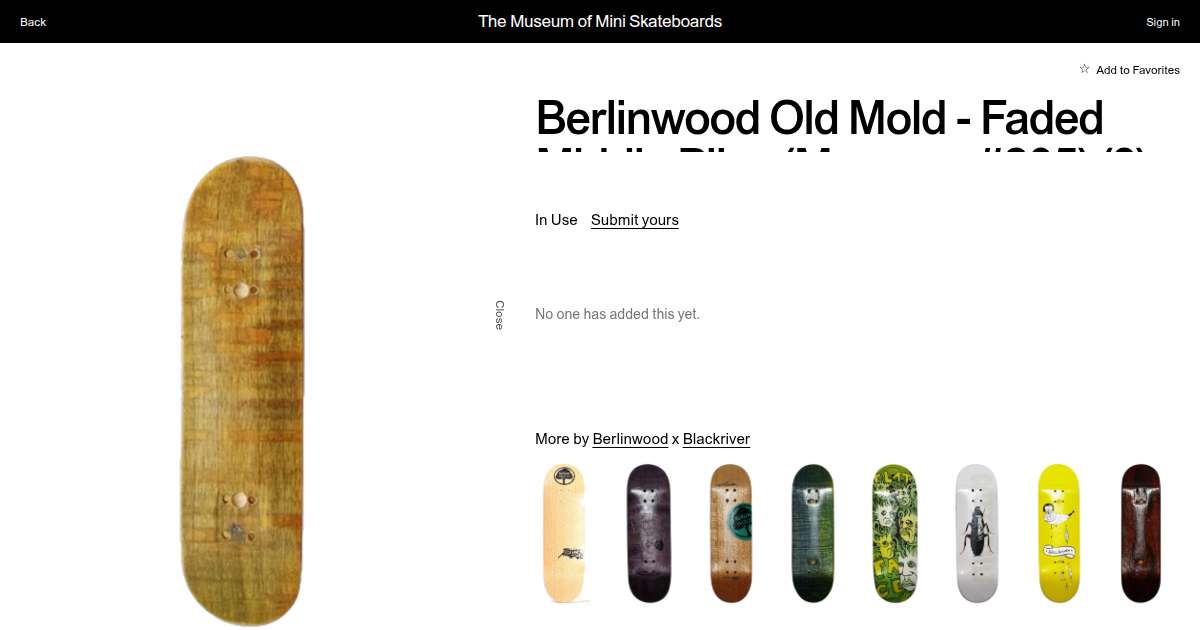 Back
The Museum of Mini Skateboards
Sign in
☆ Add to Favorites
Berlinwood Old Mold - Faded
In Use Submit yours
Close
No one has added this yet.
More by Berlinwood x Blackriver